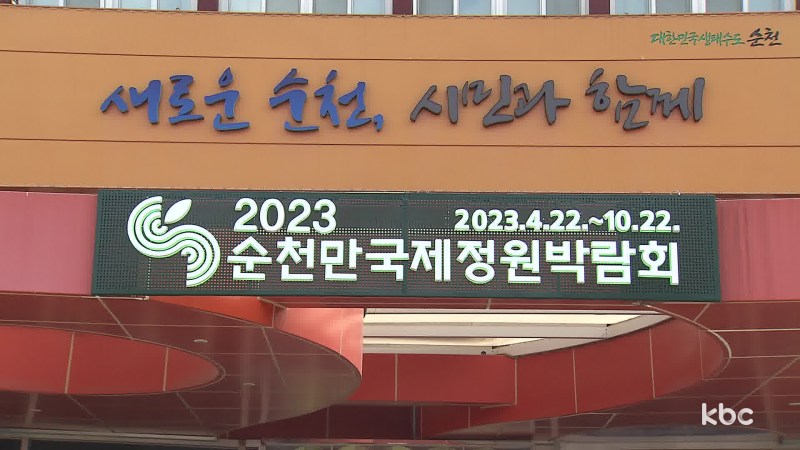 대한민국생태수도 순천
새로운 순천, 시민과 함께
2023 2023.4.22.~10.22.
순천만국제정원박람회
kbc